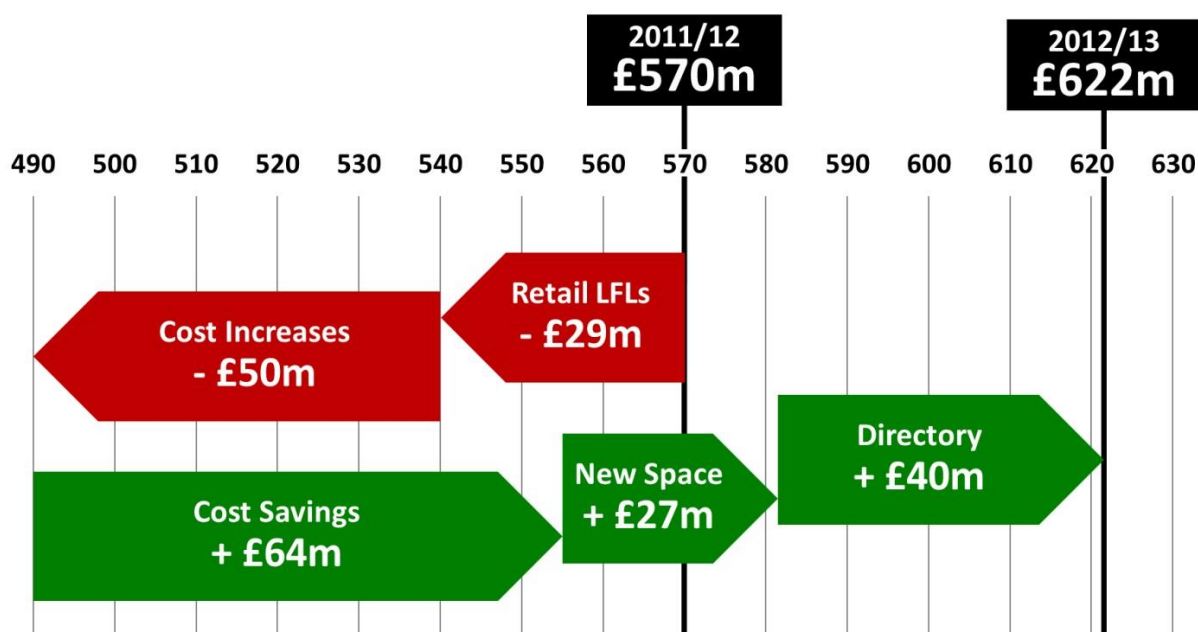 2011/12
£570m
2012/13
£622m
490 500 510 520 530 540 550 560 570 580 590 600 610 620 630
Retail LFLs
- £29m
Cost Increases
- £50m
Directory
+ £40m
New Space
+ £27m
Cost Savings
+ £64m